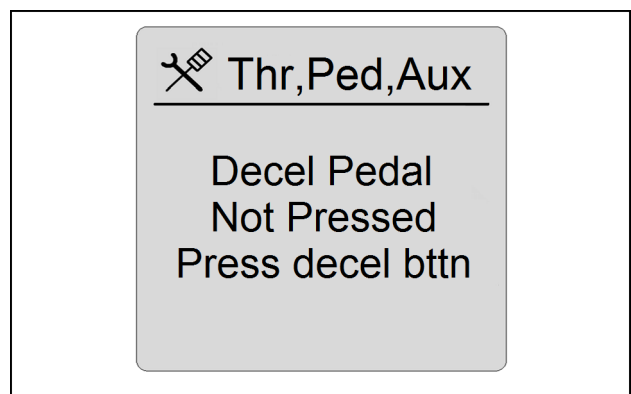 Thr,Ped,Aux
Decel Pedal
Not Pressed
Press decel bttn